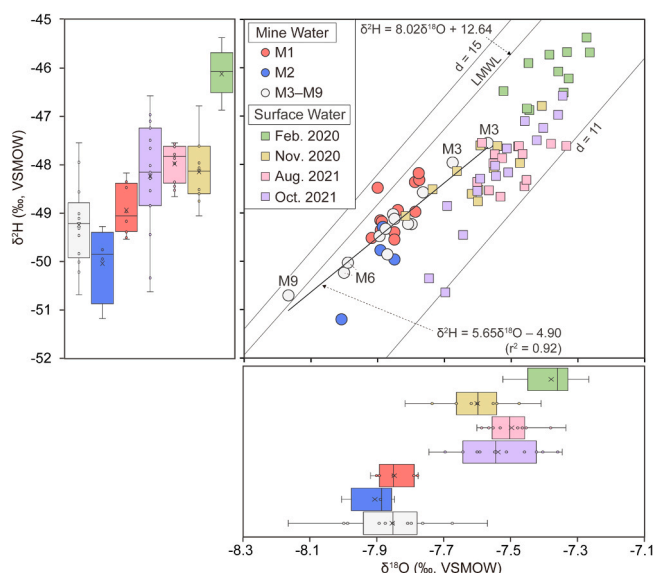 -45
-46
-47
-48
-49
-50
-51
-52
δ²H (‰, VSMOW)
Mine Water
M1
M2
M3–M9
Surface Water
Feb. 2020
Nov. 2020
Aug. 2021
Oct. 2021
δ²H = 8.02δ¹⁸O + 12.64
d = 15
LMWL
d = 11
M3
M3
M6
M9
δ²H = 5.65δ¹⁸O – 4.90
(r² = 0.92)
-8.3
-8.1
-7.9
-7.7
-7.5
-7.3
-7.1
δ¹⁸O (‰, VSMOW)